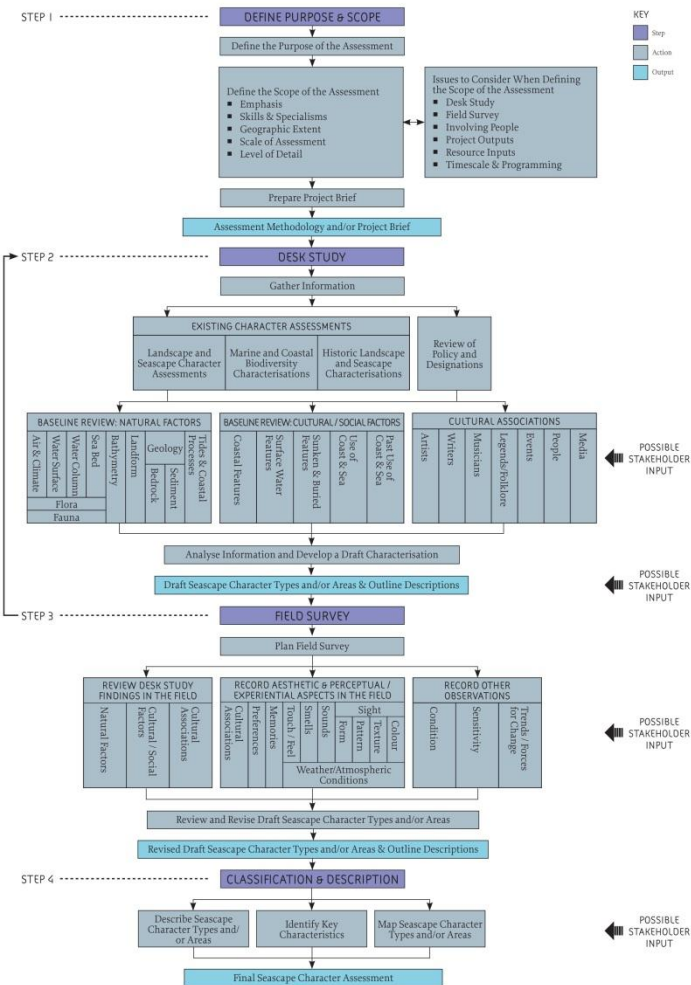 STEP 1
DEFINE PURPOSE & SCOPE
KEY
Step
Action
Output
Define the Purpose of the Assessment
Define the Scope of the Assessment
■ Emphasis
■ Skills & Specialisms
■ Geographic Extent
■ Scale of Assessment
■ Level of Detail
Issues to Consider When Defining
the Scope of the Assessment
■ Desk Study
■ Field Survey
■ Involving People
■ Project Outputs
■ Resource Inputs
■ Timescale & Programming
Prepare Project Brief
Assessment Methodology and/or Project Brief
STEP 2
DESK STUDY
Gather Information
EXISTING CHARACTER ASSESSMENTS
Landscape and
Seascape Character
Assessments
Marine and Coastal
Biodiversity
Characterisations
Historic Landscape
and Seascape
Characterisations
Review of
Policy and
Designations
BASELINE REVIEW: NATURAL FACTORS
Air & Climate
Water Surface
Water Column
Sea Bed
Flora
Fauna
Bathymetry
Landform
Geology
Bedrock
Sediment
Tides & Coastal
Processes
BASELINE REVIEW: CULTURAL / SOCIAL FACTORS
Coastal Features
Surface Water
Features
Sunken & Buried
Features
Use of
Coast & Sea
Past Use of
Coast & Sea
CULTURAL ASSOCIATIONS
Artists
Writers
Musicians
Legends/Folklore
Events
People
Media
POSSIBLE
STAKEHOLDER
INPUT
Analyse Information and Develop a Draft Characterisation
Draft Seascape Character Types and/or Areas & Outline Descriptions
POSSIBLE
STAKEHOLDER
INPUT
STEP 3
FIELD SURVEY
Plan Field Survey
REVIEW DESK STUDY
FINDINGS IN THE FIELD
Natural Factors
Cultural / Social
Factors
Cultural
Associations
RECORD AESTHETIC & PERCEPTUAL /
EXPERIENTIAL ASPECTS IN THE FIELD
Cultural
Associations
Preferences
Memories
Touch / Feel
Smells
Sounds
Sight
Form
Pattern
Texture
Colour
Weather/Atmospheric
Conditions
RECORD OTHER
OBSERVATIONS
Condition
Sensitivity
Trends / Forces
for Change
POSSIBLE
STAKEHOLDER
INPUT
Review and Revise Draft Seascape Character Types and/or Areas
Revised Draft Seascape Character Types and/or Areas & Outline Descriptions
STEP 4
CLASSIFICATION & DESCRIPTION
Describe Seascape
Character Types and/
or Areas
Identify Key
Characteristics
Map Seascape Character
Types and/or Areas
POSSIBLE
STAKEHOLDER
INPUT
Final Seascape Character Assessment